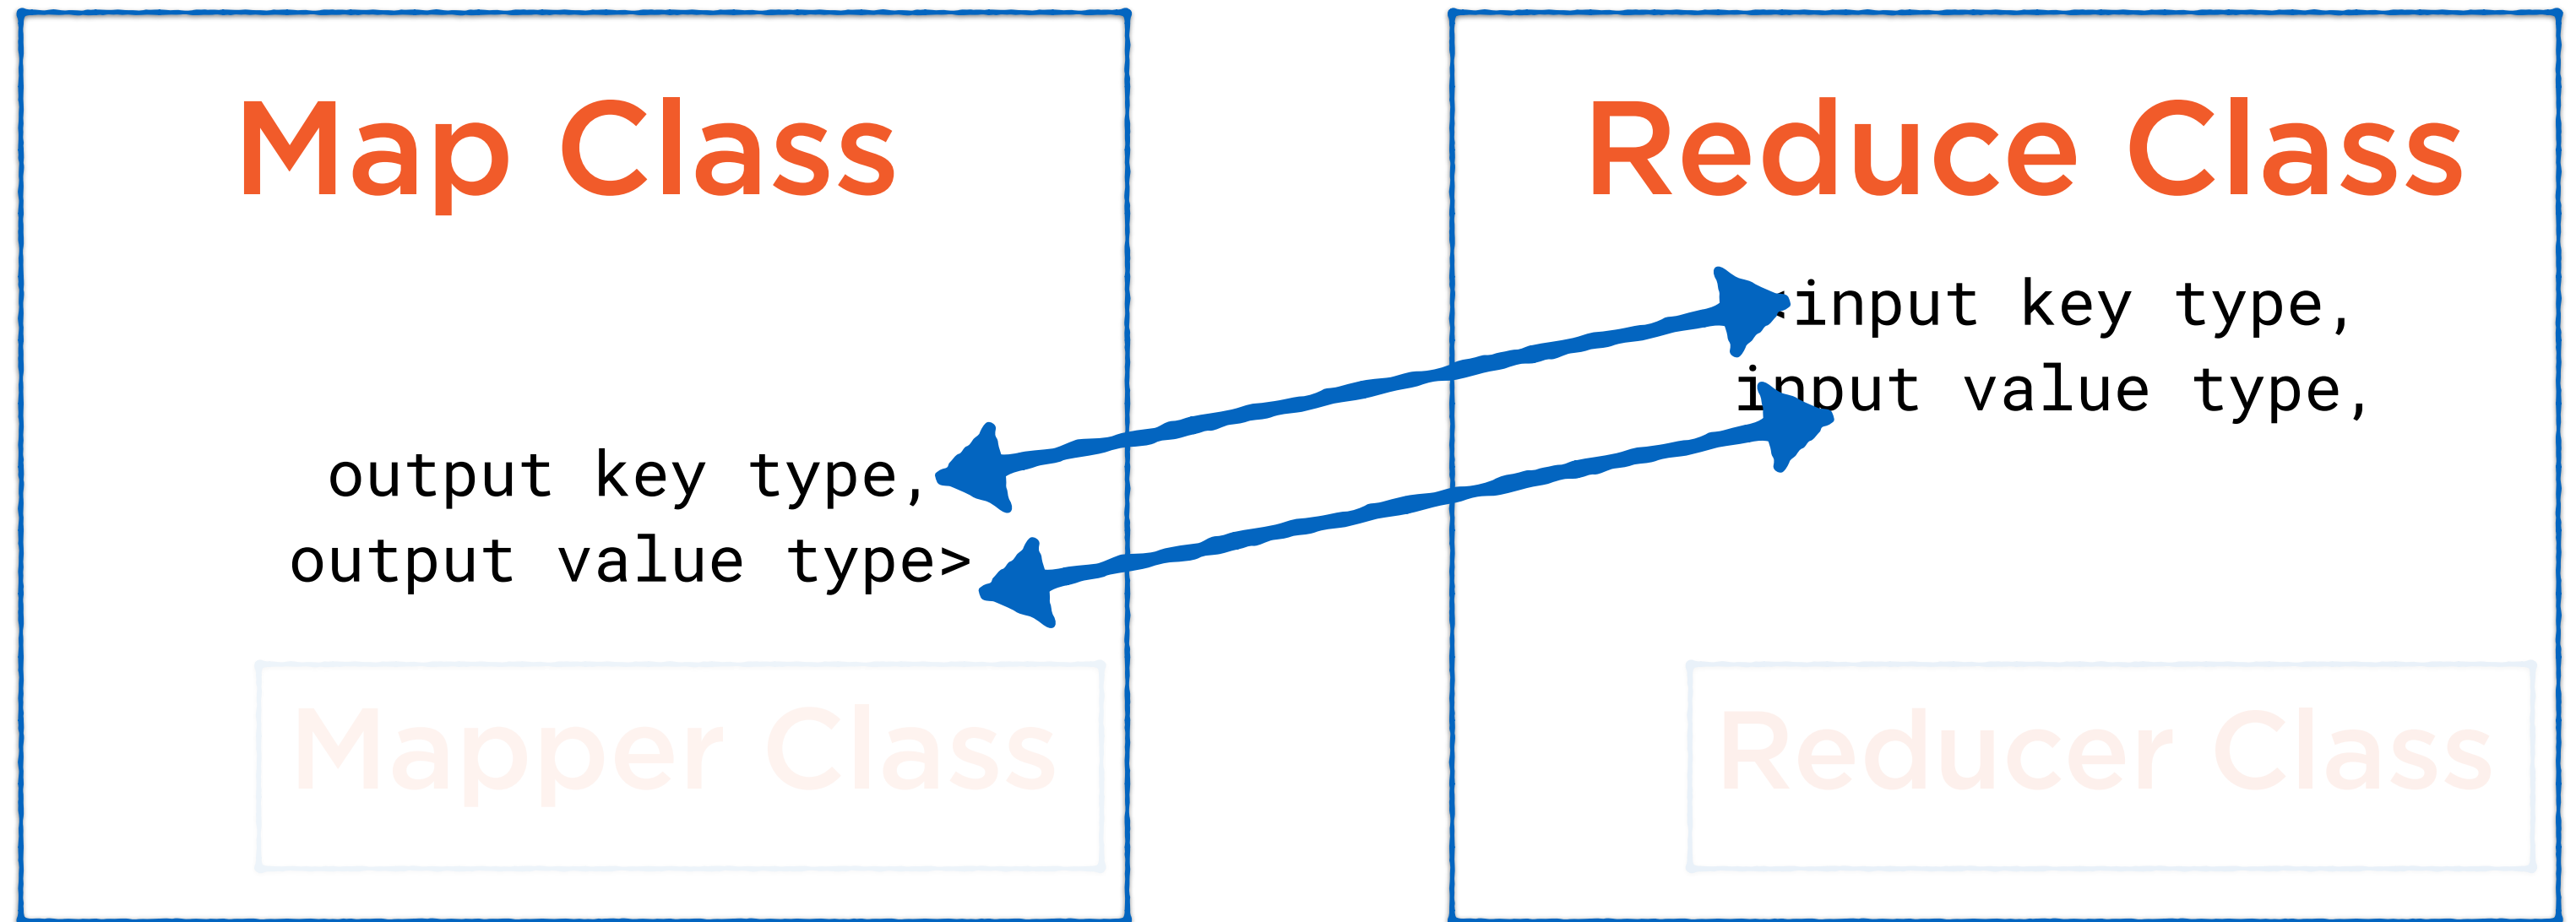 Map Class
output key type,
output value type>
Mapper Class
Reduce Class
<input key type,
input value type,
Reducer Class